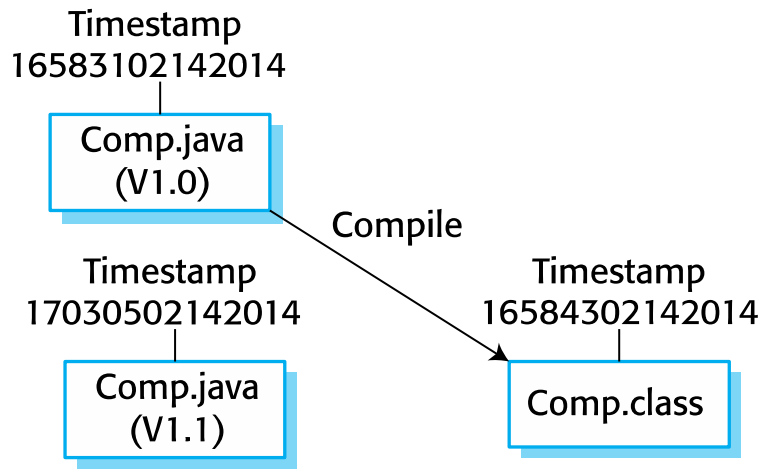 Timestamp
16583102142014
Comp.java
(V1.0)
Compile
Timestamp
17030502142014
Comp.java
(V1.1)
Timestamp
16584302142014
Comp.class